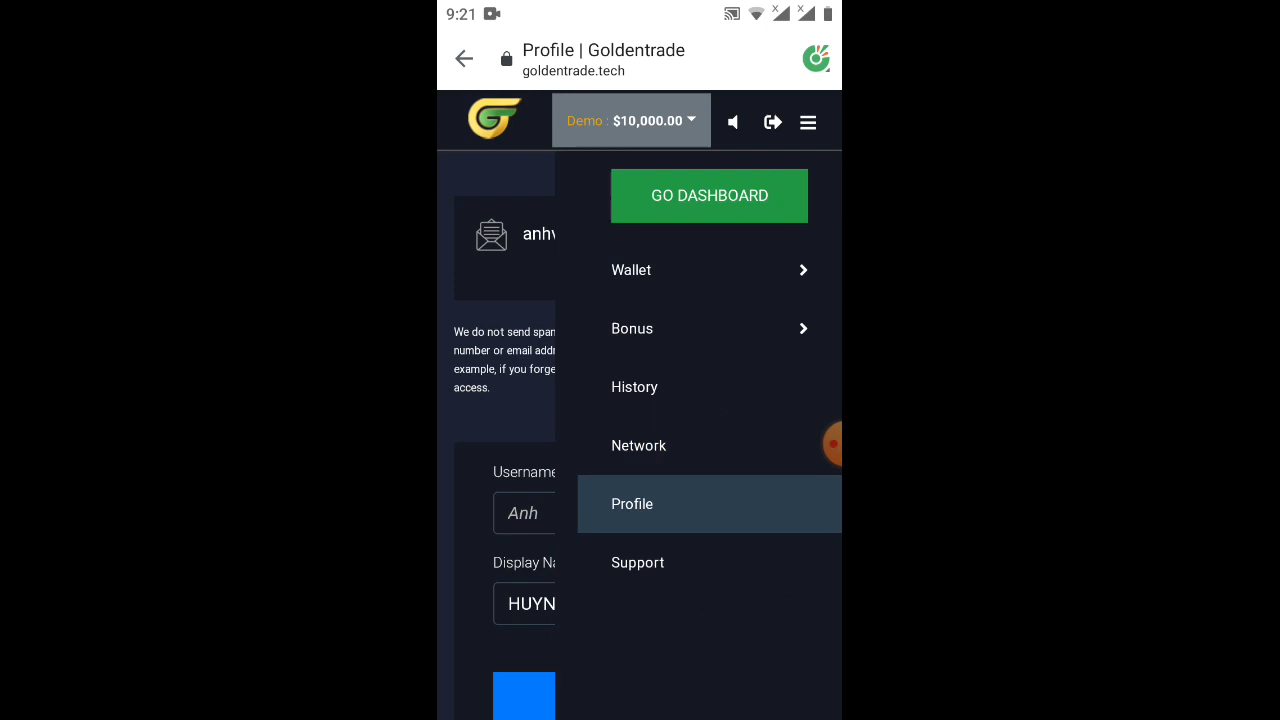 9:21
Profile | Goldentrade
goldentrade.tech
Demo : $10,000.00
GO DASHBOARD
anhv
Wallet
Bonus
We do not send span
number or email addr
example, if you forge
access.
History
Network
Username
Anh
Profile
Display Na
HUYN
Support